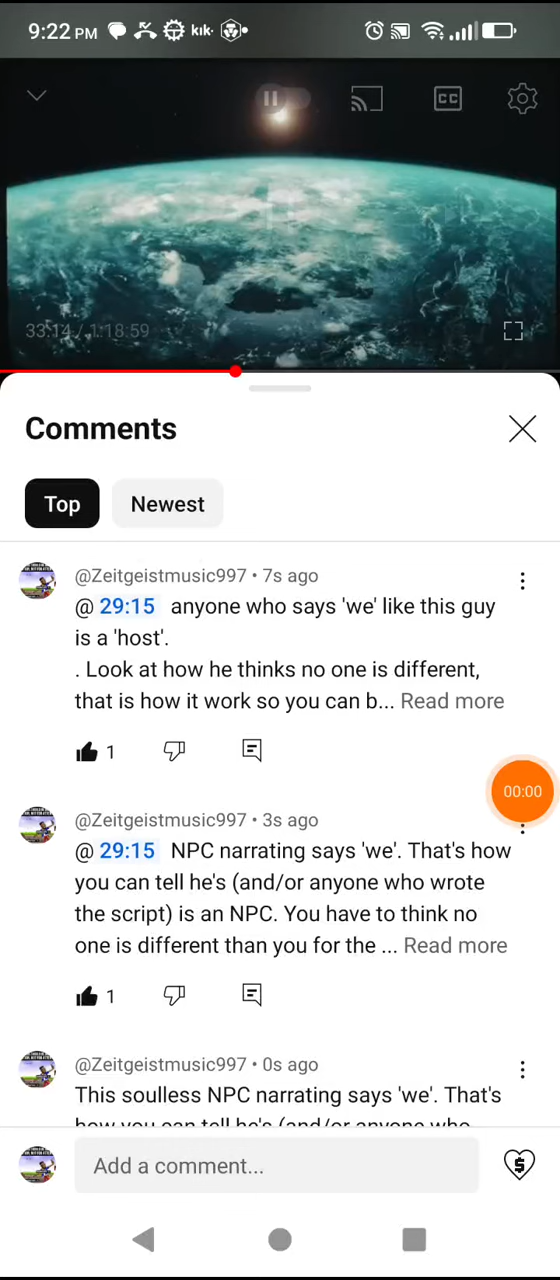 9:22 PM
kık.
CC
33:14 / 1:18:59
Comments
Top
Newest
@Zeitgeistmusic997 • 7s ago
@ 29:15 anyone who says 'we' like this guy
is a 'host'.
. Look at how he thinks no one is different,
that is how it work so you can b... Read more
1
00:00
@Zeitgeistmusic997 • 3s ago
@ 29:15 NPC narrating says 'we'. That's how
you can tell he's (and/or anyone who wrote
the script) is an NPC. You have to think no
one is different than you for the ... Read more
1
@Zeitgeistmusic997 • 0s ago
This soulless NPC narrating says 'we'. That's
how you can tell he's (and/or anyone who
Add a comment...